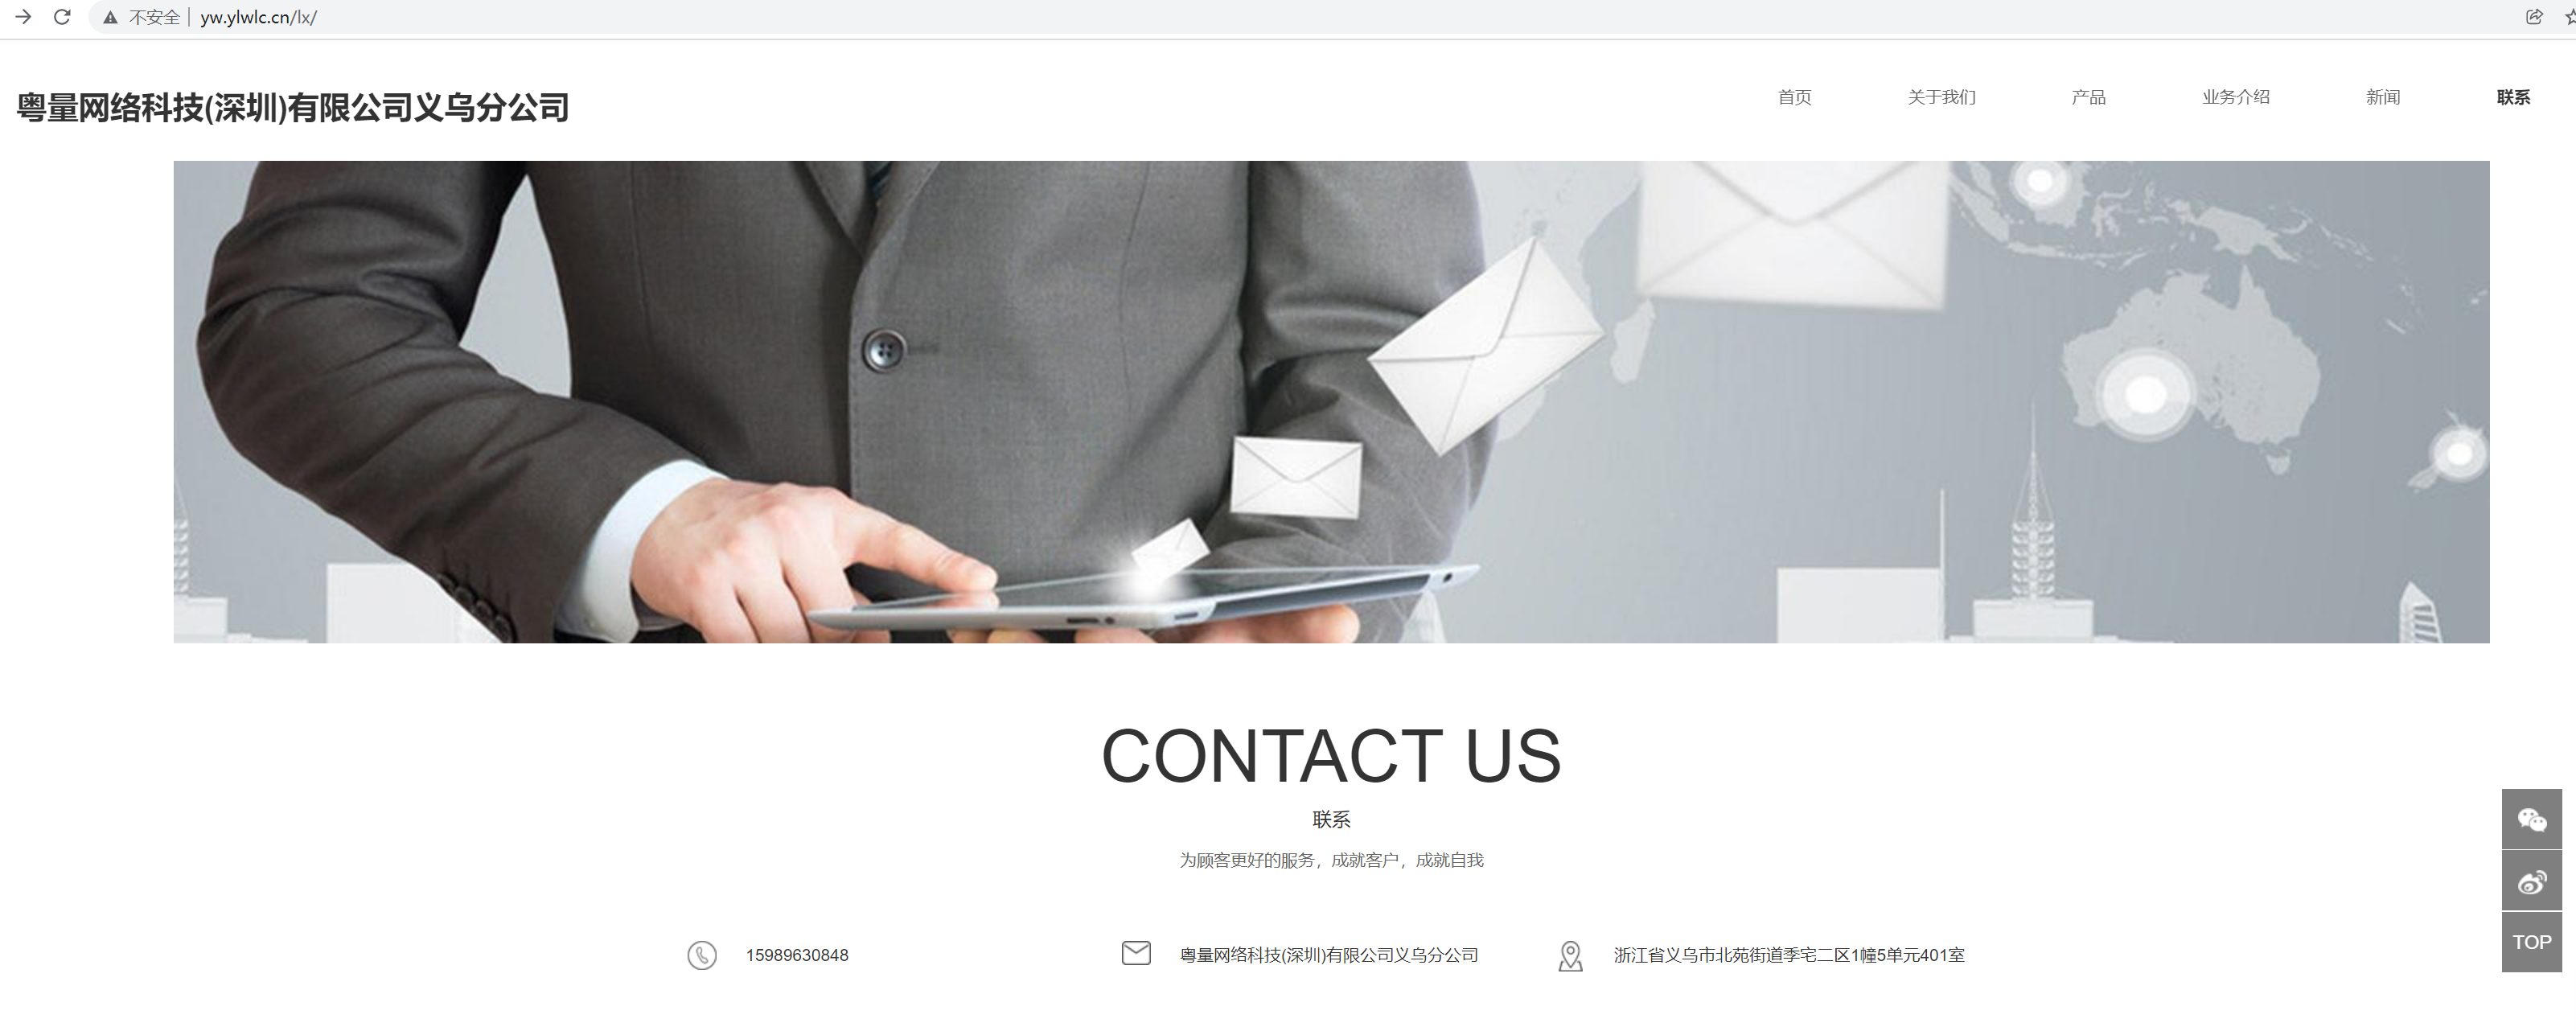 不安全 yw.ylwlc.cn/lx/
粤量网络科技(深圳)有限公司义乌分公司
首页 关于我们 产品 业务介绍 新闻 联系
CONTACT US
联系
为顾客更好的服务，成就客户，成就自我
15989630848 粤量网络科技(深圳)有限公司义乌分公司 浙江省义乌市北苑街道季宅二区1幢5单元401室
TOP